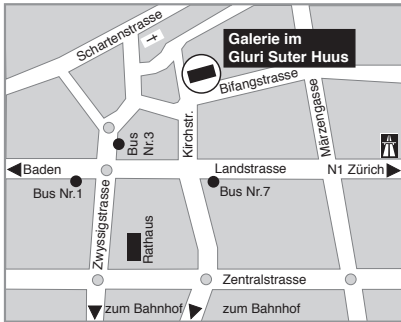 Schartenstrasse
Galerie im
Gluri Suter Huus
Bifangstrasse
Märzengasse
Bus
Nr.3
Kirchstr.
Baden
Landstrasse
N1 Zürich
Bus Nr.1
Bus Nr.7
Zwyssigstrasse
Rathaus
Zentralstrasse
zum Bahnhof
zum Bahnhof